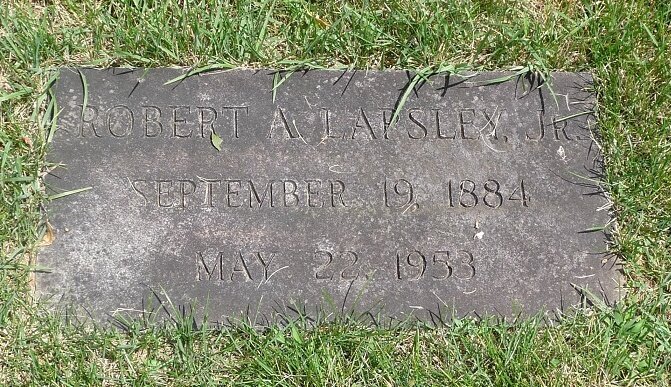 ROBERT A. LAPSLEY, JR.
SEPTEMBER 19, 1884
MAY 22, 1953